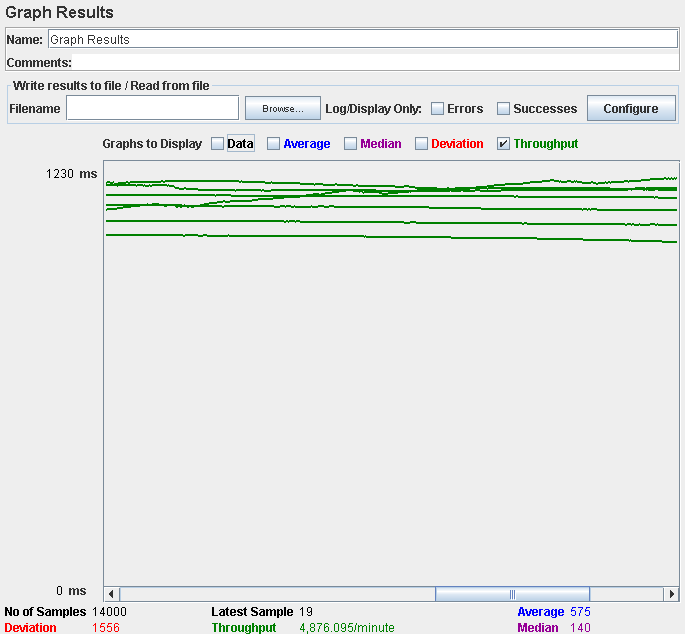 Graph Results
Name: Graph Results
Comments:
Write results to file / Read from file
Filename Browse... Log/Display Only: Errors Successes Configure
Graphs to Display Data Average Median Deviation Throughput
1230 ms
0 ms
No of Samples 14000 Latest Sample 19 Average 575
Deviation 1556 Throughput 4,876.095/minute Median 140